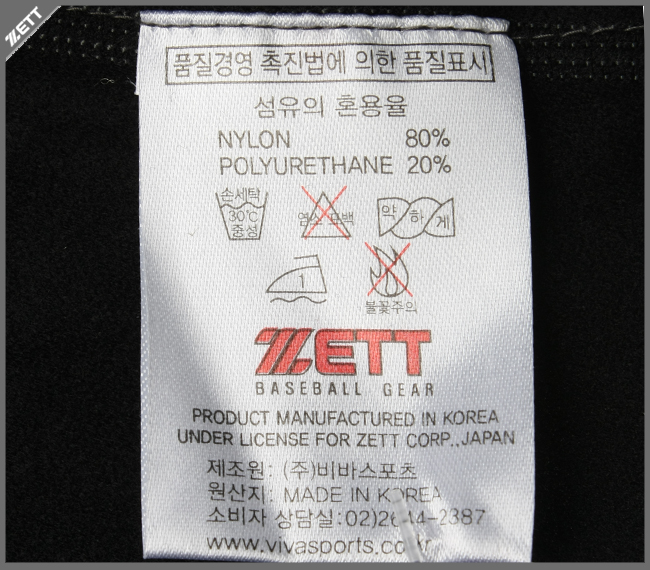 ZETT
품질경영 촉진법에 의한 품질표시
섬유의 혼용율
NYLON 80%
POLYURETHANE 20%
손세탁
30℃
중성
염소 표백
약하게
1
불꽃주의
ZETT
BASEBALL GEAR
PRODUCT MANUFACTURED IN KOREA
UNDER LICENSE FOR ZETT CORP.,JAPAN
제조원: (주)비바스포츠
원산지: MADE IN KOREA
소비자 상담실:02)2644-2387
www.vivasports.co.kr